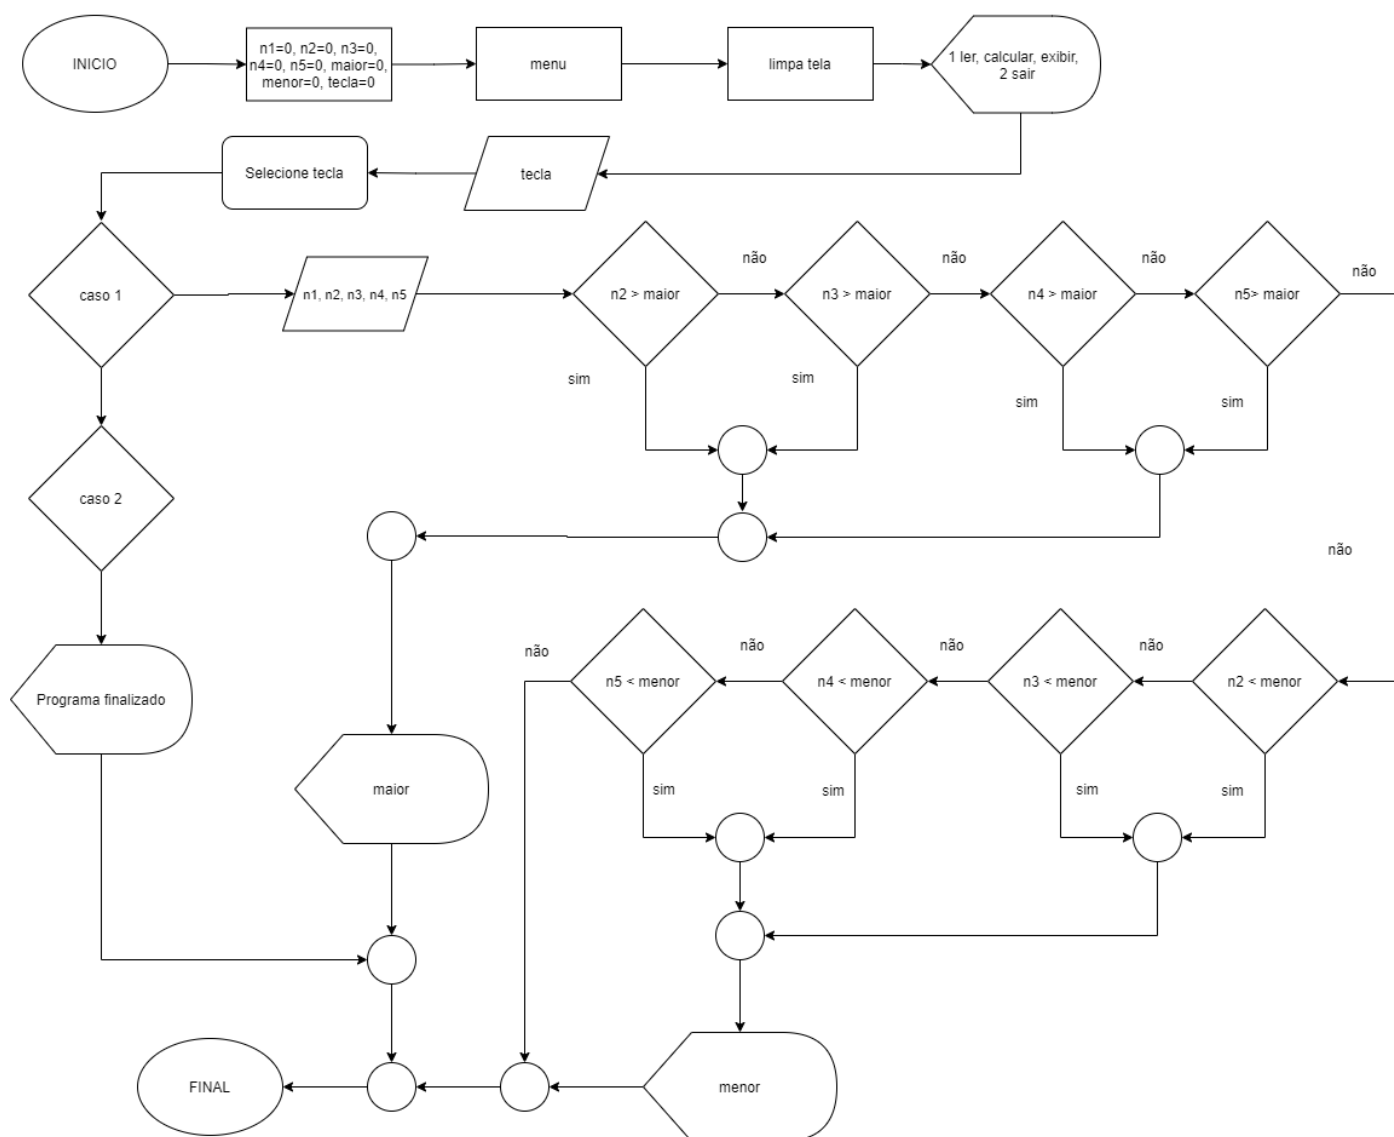 INICIO
n1=0, n2=0, n3=0,
n4=0, n5=0, maior=0,
menor=0, tecla=0
menu
limpa tela
1 ler, calcular, exibir,
2 sair
Selecione tecla
tecla
caso 1
n1, n2, n3, n4, n5
n2 > maior
não
n3 > maior
não
n4 > maior
não
n5> maior
não
sim
sim
sim
sim
caso 2
não
não
n5 < menor
não
n4 < menor
não
n3 < menor
não
n2 < menor
Programa finalizado
maior
sim
sim
sim
sim
FINAL
menor